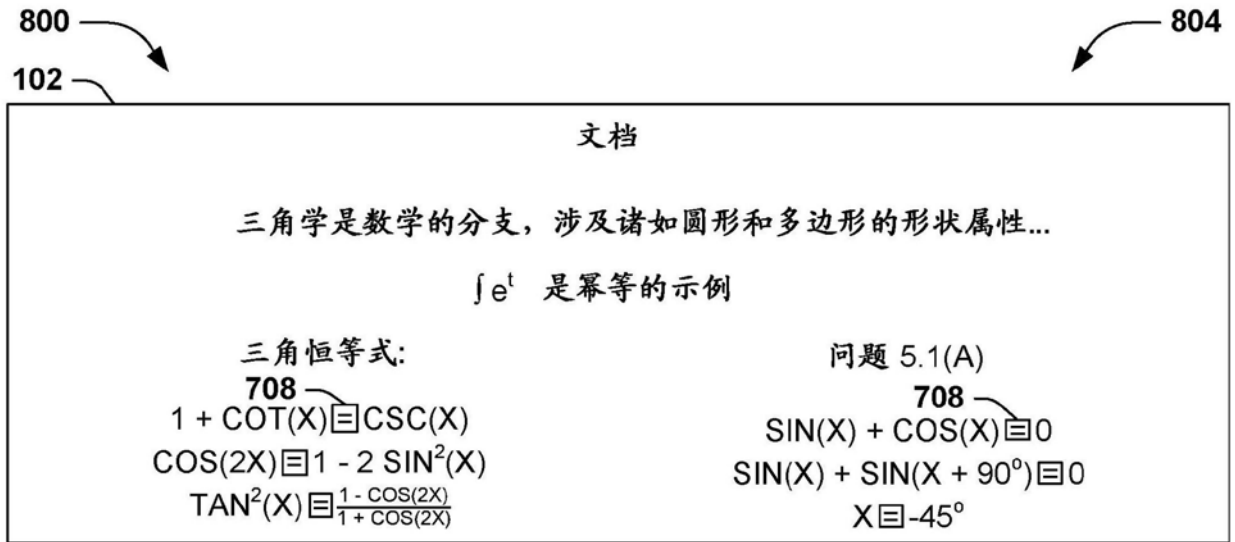 800
804
102
文档
三角学是数学的分支，涉及诸如圆形和多边形的形状属性...
∫e^t 是幂等的示例
三角恒等式:
708
1 + COT(X)=CSC(X)
COS(2X)=1 - 2 SIN²(X)
TAN²(X)=(1 - COS(2X))/(1 + COS(2X))
问题 5.1(A)
708
SIN(X) + COS(X)=0
SIN(X) + SIN(X + 90°)=0
X=-45°